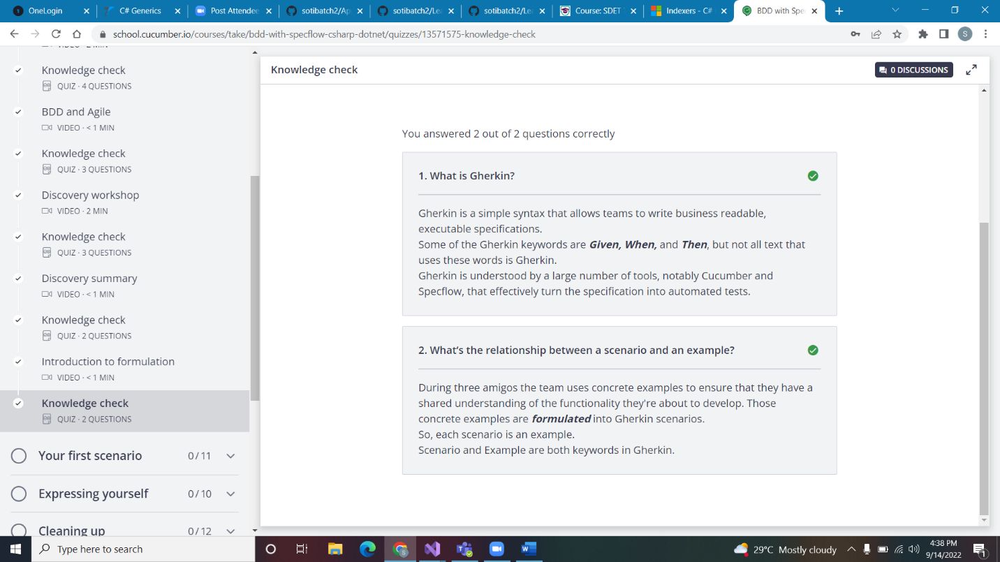 OneLogin
C# Generics
Post Attendee
sotibatch2/Ap
sotibatch2/Le
sotibatch2/Le
Course: SDET
Indexers - C#
BDD with Spe
school.cucumber.io/courses/take/bdd-with-specflow-csharp-dotnet/quizzes/13571575-knowledge-check
S
Knowledge check
QUIZ · 4 QUESTIONS
BDD and Agile
VIDEO · < 1 MIN
Knowledge check
QUIZ · 3 QUESTIONS
Discovery workshop
VIDEO · 2 MIN
Knowledge check
QUIZ · 3 QUESTIONS
Discovery summary
VIDEO · < 1 MIN
Knowledge check
QUIZ · 2 QUESTIONS
Introduction to formulation
VIDEO · < 1 MIN
Knowledge check
QUIZ · 2 QUESTIONS
Your first scenario 0 / 11
Expressing yourself 0 / 10
Cleaning up 0 / 12
Knowledge check
0 DISCUSSIONS
You answered 2 out of 2 questions correctly
1. What is Gherkin?
Gherkin is a simple syntax that allows teams to write business readable,
executable specifications.
Some of the Gherkin keywords are Given, When, and Then, but not all text that
uses these words is Gherkin.
Gherkin is understood by a large number of tools, notably Cucumber and
Specflow, that effectively turn the specification into automated tests.
2. What's the relationship between a scenario and an example?
During three amigos the team uses concrete examples to ensure that they have a
shared understanding of the functionality they're about to develop. Those
concrete examples are formulated into Gherkin scenarios.
So, each scenario is an example.
Scenario and Example are both keywords in Gherkin.
Type here to search
29°C Mostly cloudy
4:38 PM
9/14/2022
1